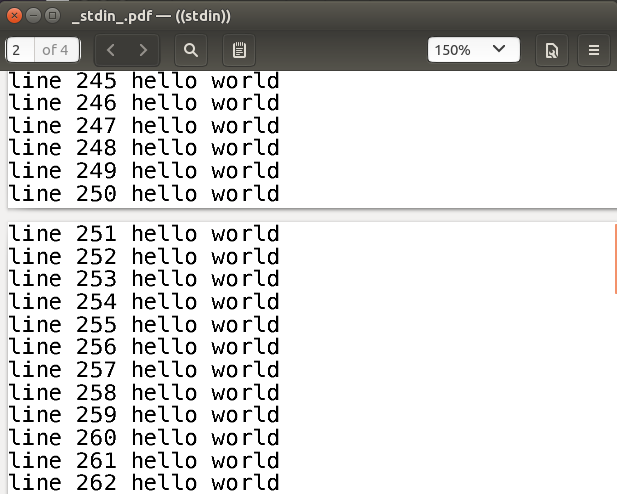 _stdin_.pdf — ((stdin))
2 of 4 150%
line 245 hello world
line 246 hello world
line 247 hello world
line 248 hello world
line 249 hello world
line 250 hello world
line 251 hello world
line 252 hello world
line 253 hello world
line 254 hello world
line 255 hello world
line 256 hello world
line 257 hello world
line 258 hello world
line 259 hello world
line 260 hello world
line 261 hello world
line 262 hello world